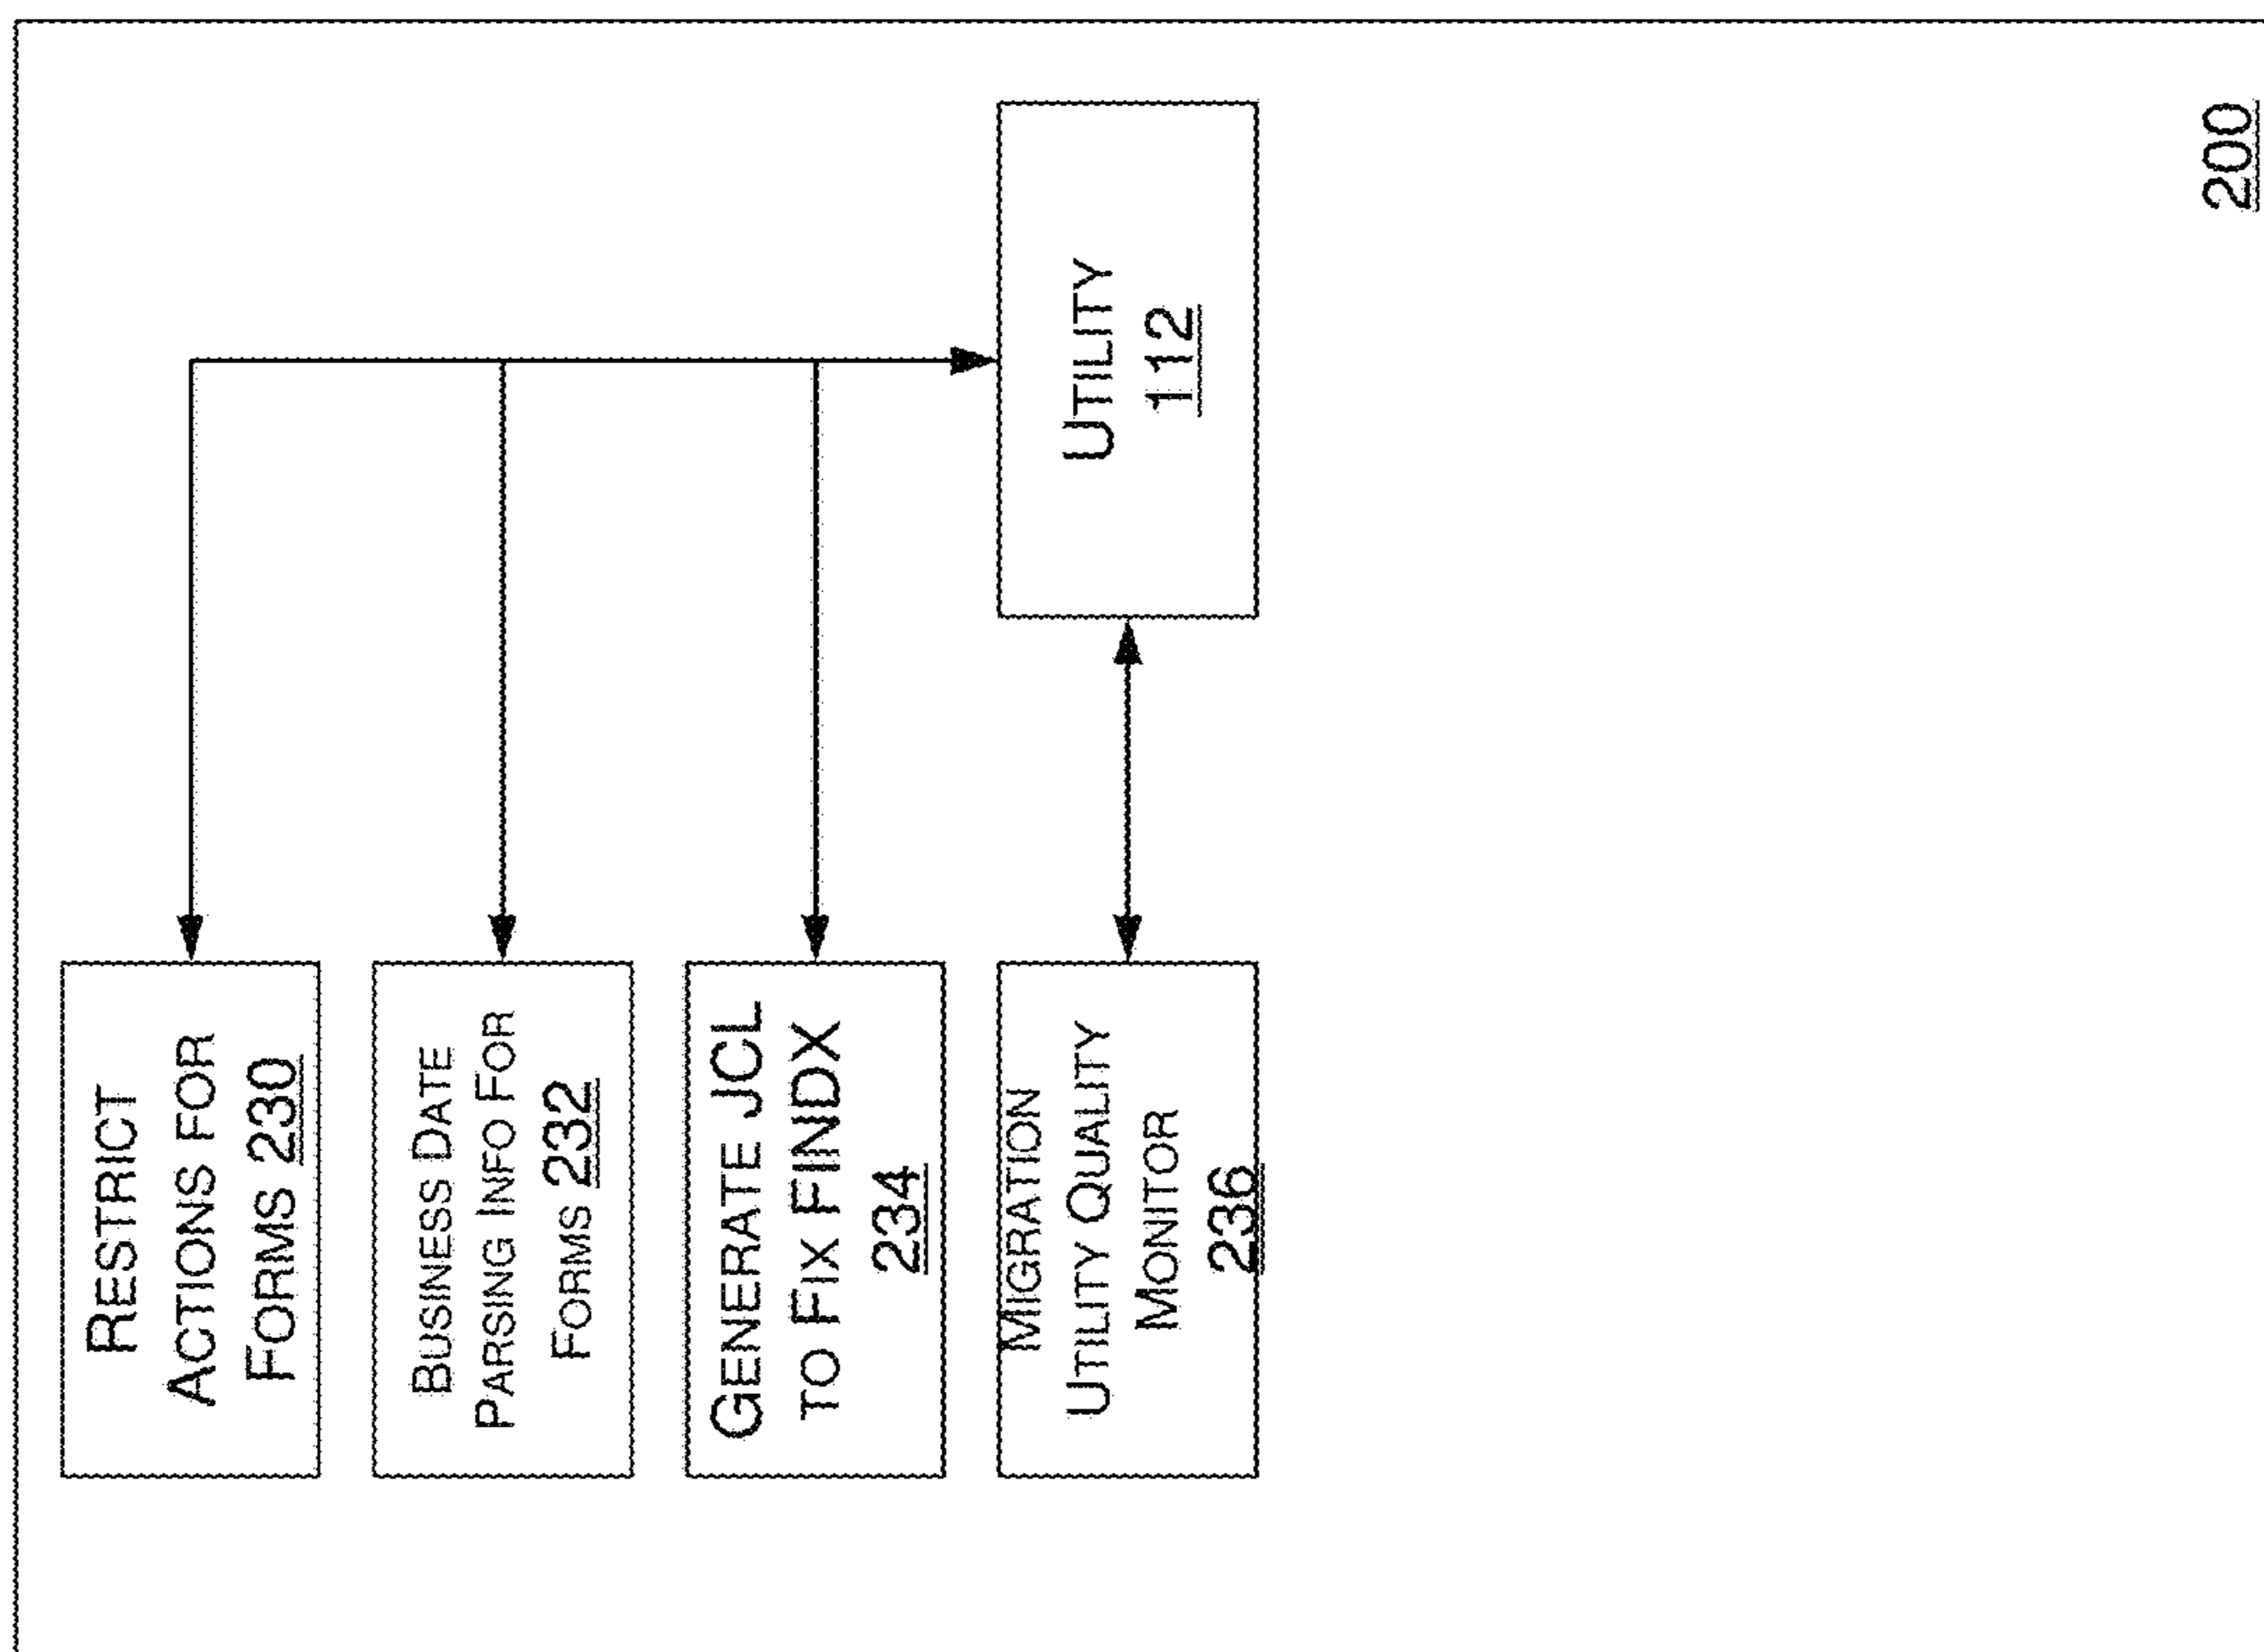 RESTRICT
ACTIONS FOR
FORMS 230
BUSINESS DATE
PARSING INFO FOR
FORMS 232
GENERATE JCL
TO FIX FINDX
234
MIGRATION
UTILITY QUALITY
MONITOR
236
UTILITY
112
200